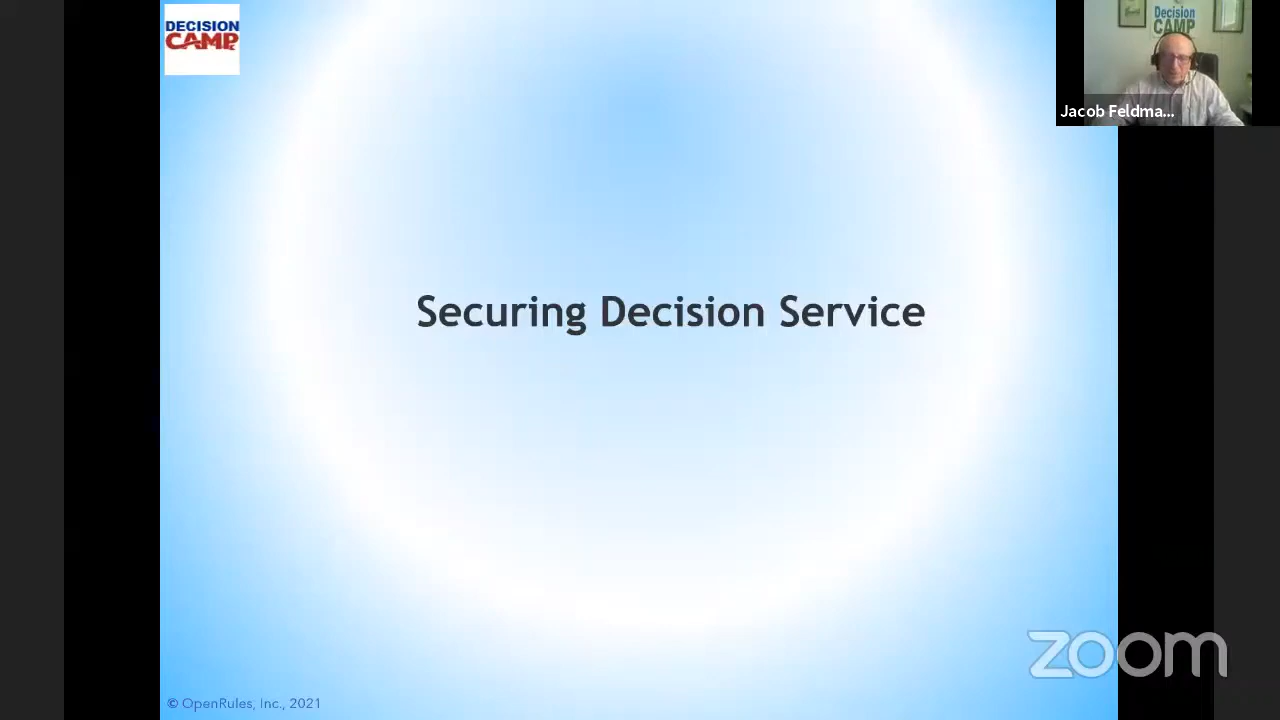 DECISION
CAMP
Decision
CAMP
Jacob Feldma...
Securing Decision Service
zoom
© OpenRules, Inc., 2021